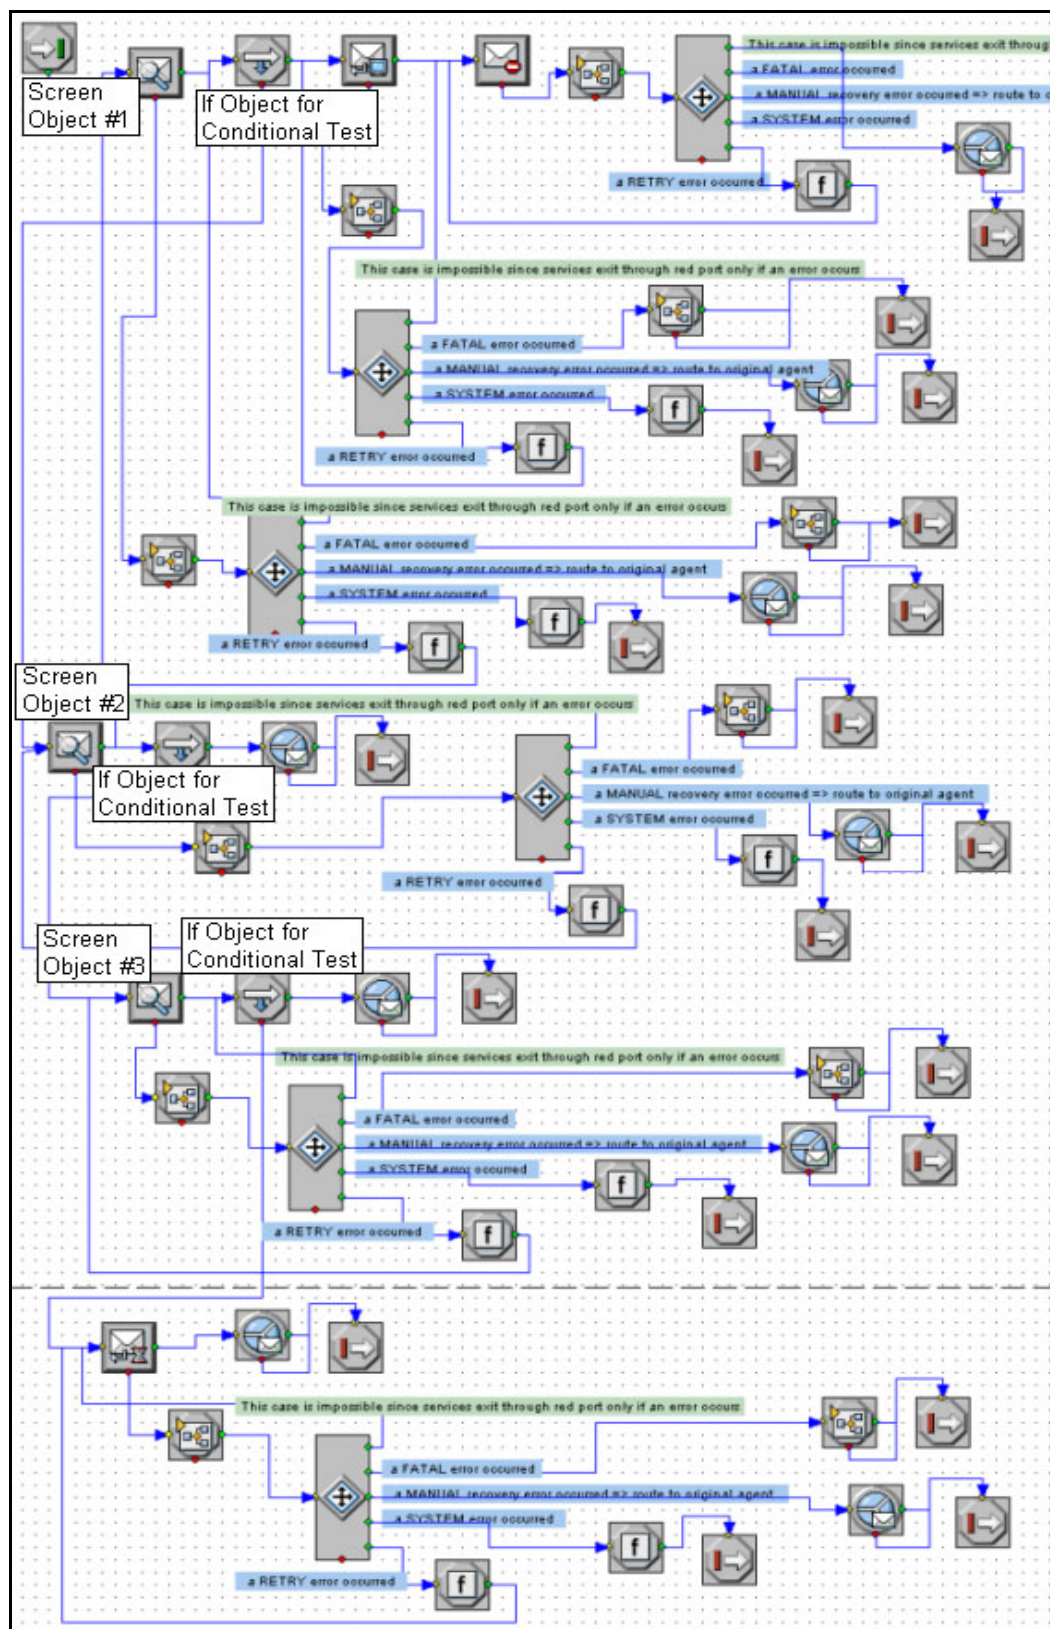 This case is impossible since services exit throug
a FATAL error occurred
Screen
Object #1
If Object for
Conditional Test
a MANUAL recovery error occurred => route to o
a SYSTEM error occurred
a RETRY error occurred
f
This case is impossible since services exit through red port only if an error occurs
a FATAL error occurred
a MANUAL recovery error occurred => route to original agent
a SYSTEM error occurred
f
a RETRY error occurred
f
This case is impossible since services exit through red port only if an error occurs
a FATAL error occurred
a MANUAL recovery error occurred => route to original agent
a SYSTEM error occurred
f
a RETRY error occurred
f
Screen
Object #2
This case is impossible since services exit through red port only if an error occurs
If Object for
Conditional Test
a FATAL error occurred
a MANUAL recovery error occurred => route to original agent
a SYSTEM error occurred
f
a RETRY error occurred
f
Screen
Object #3
If Object for
Conditional Test
This case is impossible since services exit through red port only if an error occurs
a FATAL error occurred
a MANUAL recovery error occurred => route to original agent
a SYSTEM error occurred
f
a RETRY error occurred
f
This case is impossible since services exit through red port only if an error occurs
a FATAL error occurred
a MANUAL recovery error occurred => route to original agent
a SYSTEM error occurred
f
a RETRY error occurred
f